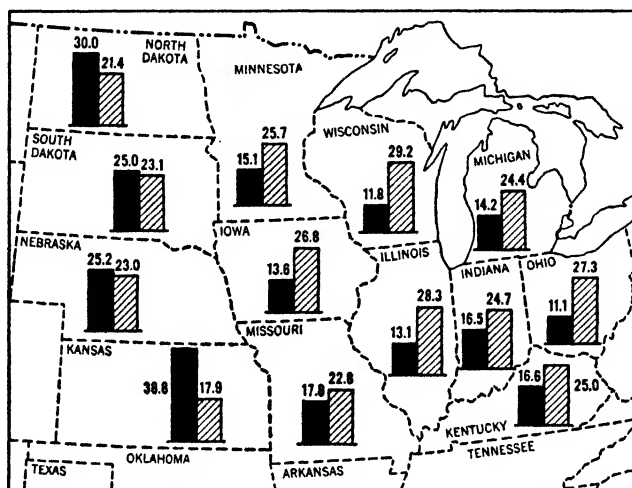 30.0
NORTH
DAKOTA
21.4
MINNESOTA
25.7
15.1
WISCONSIN
29.2
11.8
MICHIGAN
24.4
14.2
SOUTH
DAKOTA
25.0 23.1
NEBRASKA
25.2
23.0
IOWA
26.8
13.6
ILLINOIS
28.3
13.1
INDIANA
24.7
16.5
OHIO
27.3
11.1
MISSOURI
22.8
17.8
KANSAS
38.8
17.9
16.6
25.0
KENTUCKY
TENNESSEE
OKLAHOMA
TEXAS
ARKANSAS